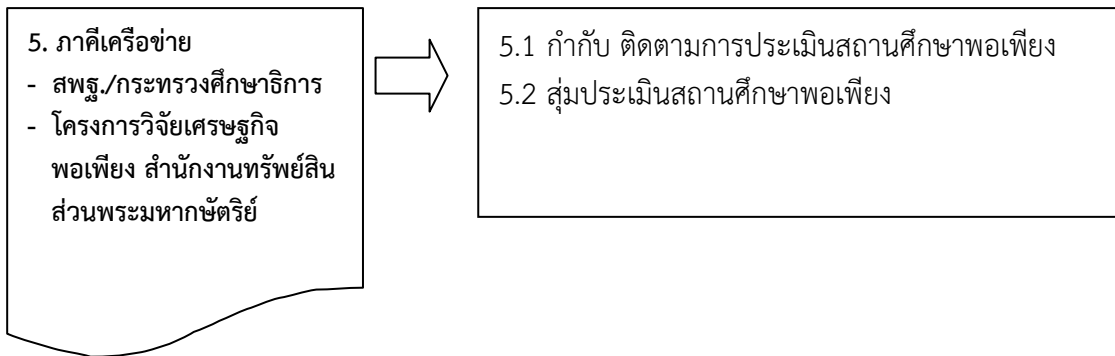 5. ภาคีเครือข่าย
- สพฐ./กระทรวงศึกษาธิการ
- โครงการวิจัยเศรษฐกิจ
พอเพียง สำนักงานทรัพย์สิน
ส่วนพระมหากษัตริย์
5.1 กำกับ ติดตามการประเมินสถานศึกษาพอเพียง
5.2 สุ่มประเมินสถานศึกษาพอเพียง